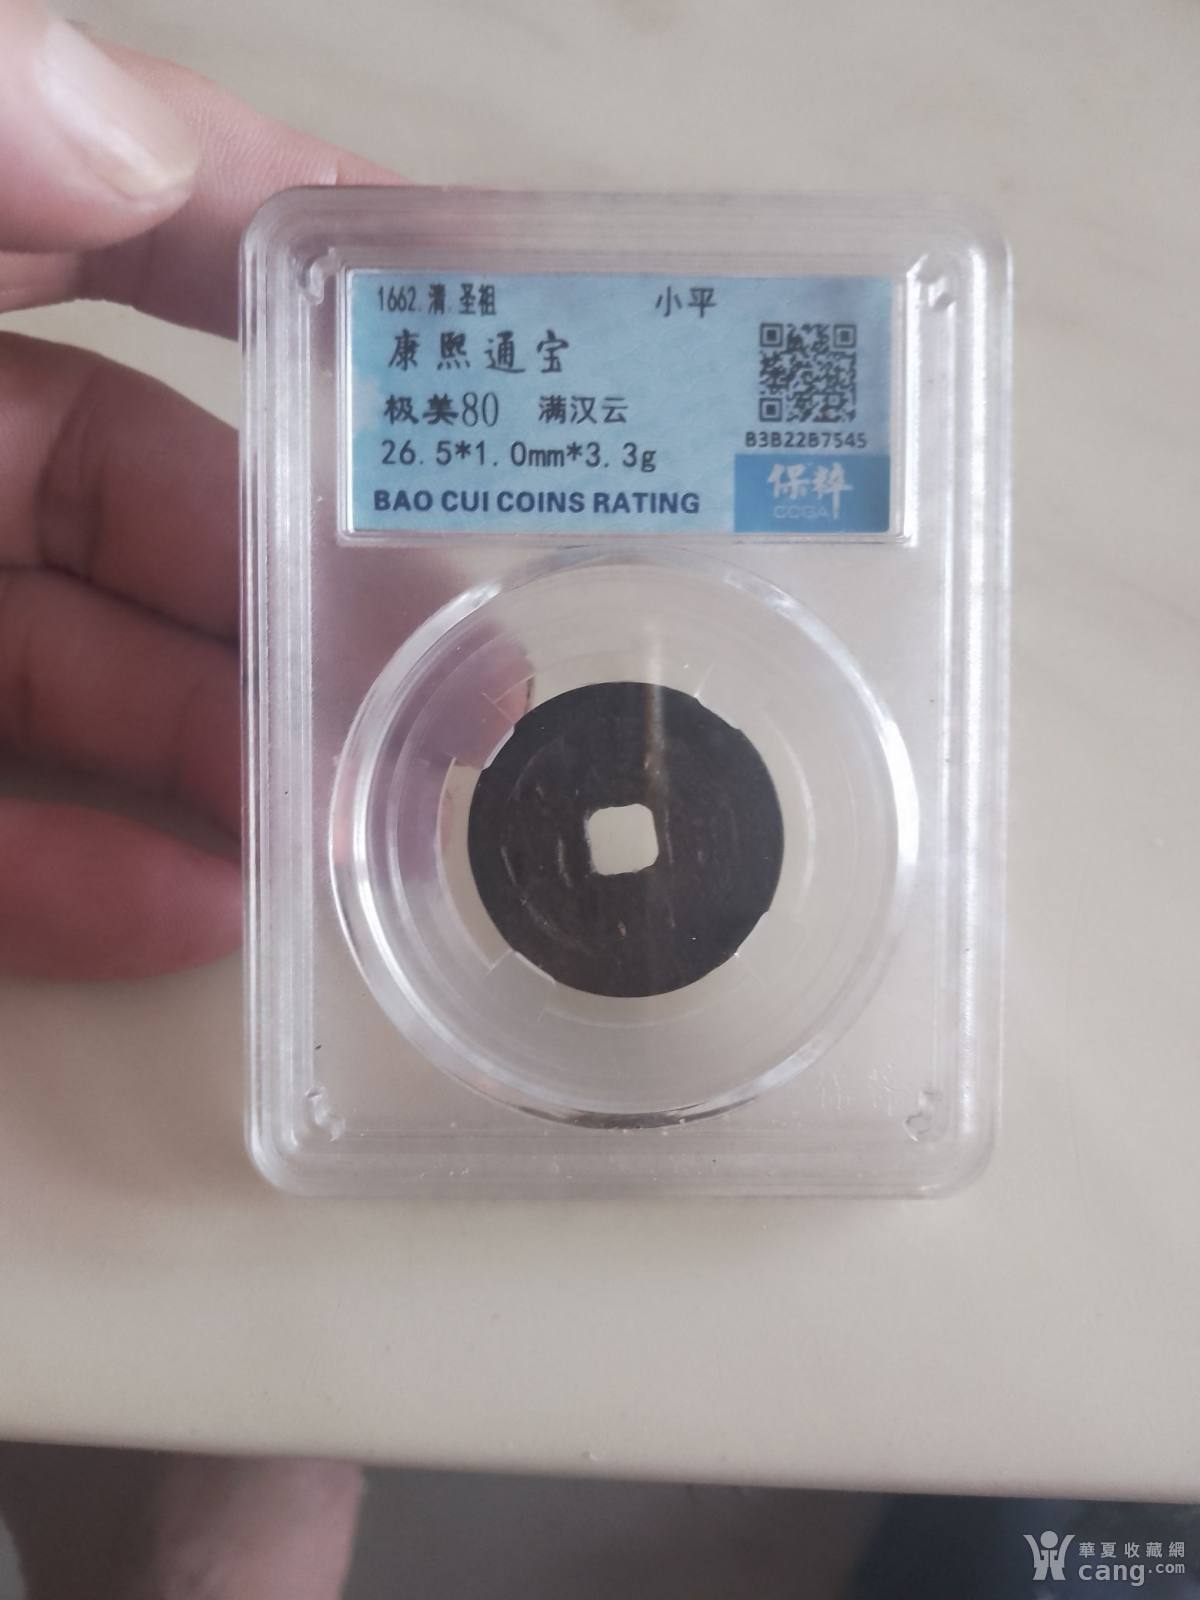 1662.清.圣祖 小平
康熙通宝
极美80 满汉云
26.5*1.0mm*3.3g
B3B22B7545
BAO CUI COINS RATING
保粹
CCGA
華夏收藏網
cang.com